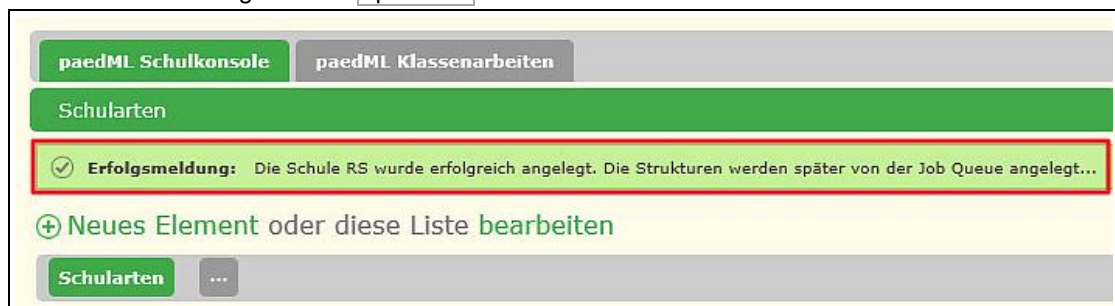 paedML Schulkonsole paedML Klassenarbeiten
Schularten
Erfolgsmeldung: Die Schule RS wurde erfolgreich angelegt. Die Strukturen werden später von der Job Queue angelegt...
Neues Element oder diese Liste bearbeiten
Schularten ...